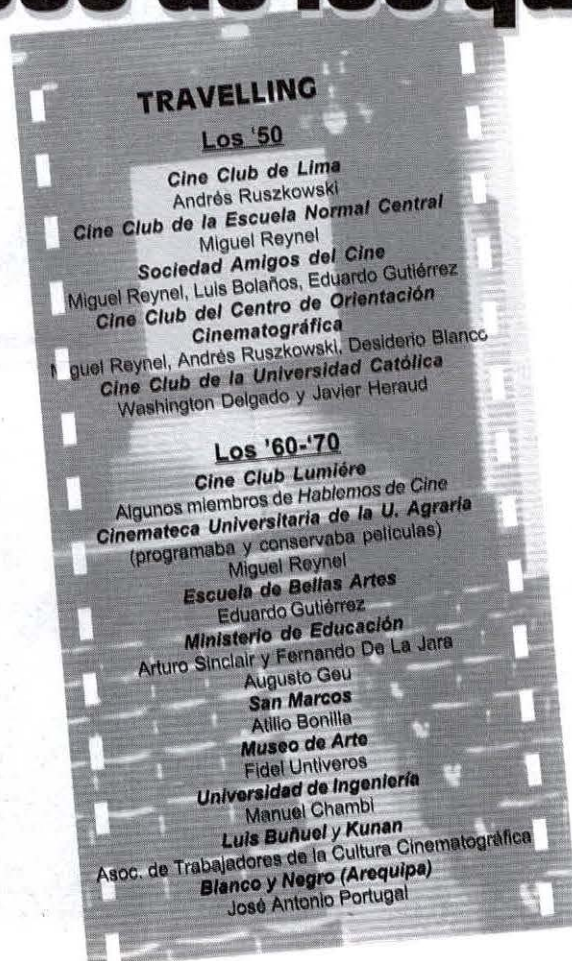 TRAVELLING
Los '50
Cine Club de Lima
Andrés Ruszkowski
Cine Club de la Escuela Normal Central
Miguel Reynel
Sociedad Amigos del Cine
Miguel Reynel, Luis Bolaños, Eduardo Gutiérrez
Cine Club del Centro de Orientación
Cinematográfica
Miguel Reynel, Andrés Ruszkowski, Desiderio Blanco
Cine Club de la Universidad Católica
Washington Delgado y Javier Heraud
Los '60-'70
Cine Club Lumiére
Algunos miembros de Hablemos de Cine
Cinemateca Universitaria de la U. Agraria
(programaba y conservaba películas)
Miguel Reynel
Escuela de Bellas Artes
Eduardo Gutiérrez
Ministerio de Educación
Arturo Sinclair y Fernando De La Jara
Augusto Geu
San Marcos
Atilio Bonilla
Museo de Arte
Fidel Untiveros
Universidad de Ingeniería
Manuel Chambi
Luis Buñuel y Kunan
Asoc. de Trabajadores de la Cultura Cinematográfica
Blanco y Negro (Arequipa)
José Antonio Portugal